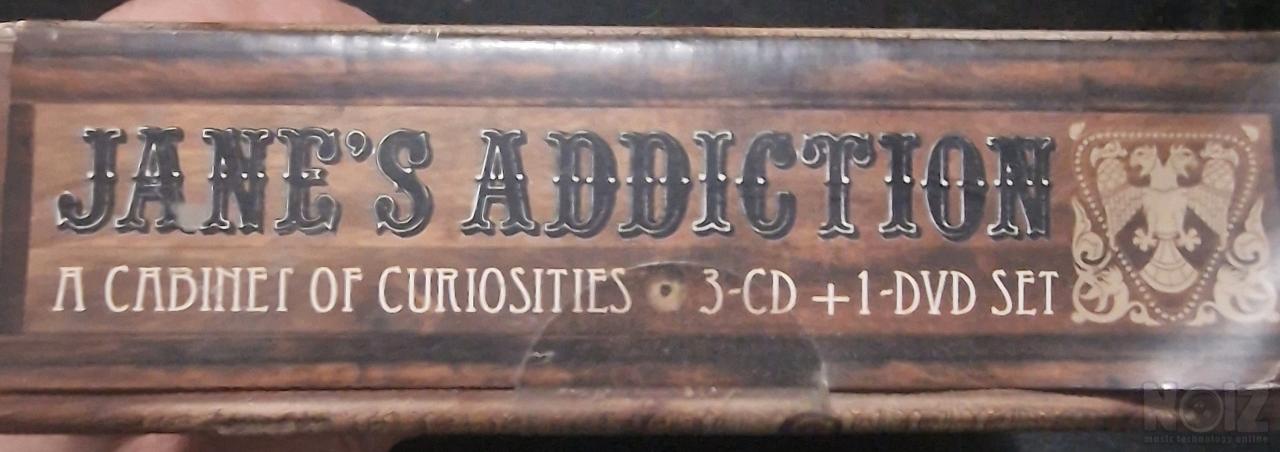 JANE'S ADDICTION
A CABINET OF CURIOSITIES • 3-CD + 1-DVD SET
NOIZ
music technology online